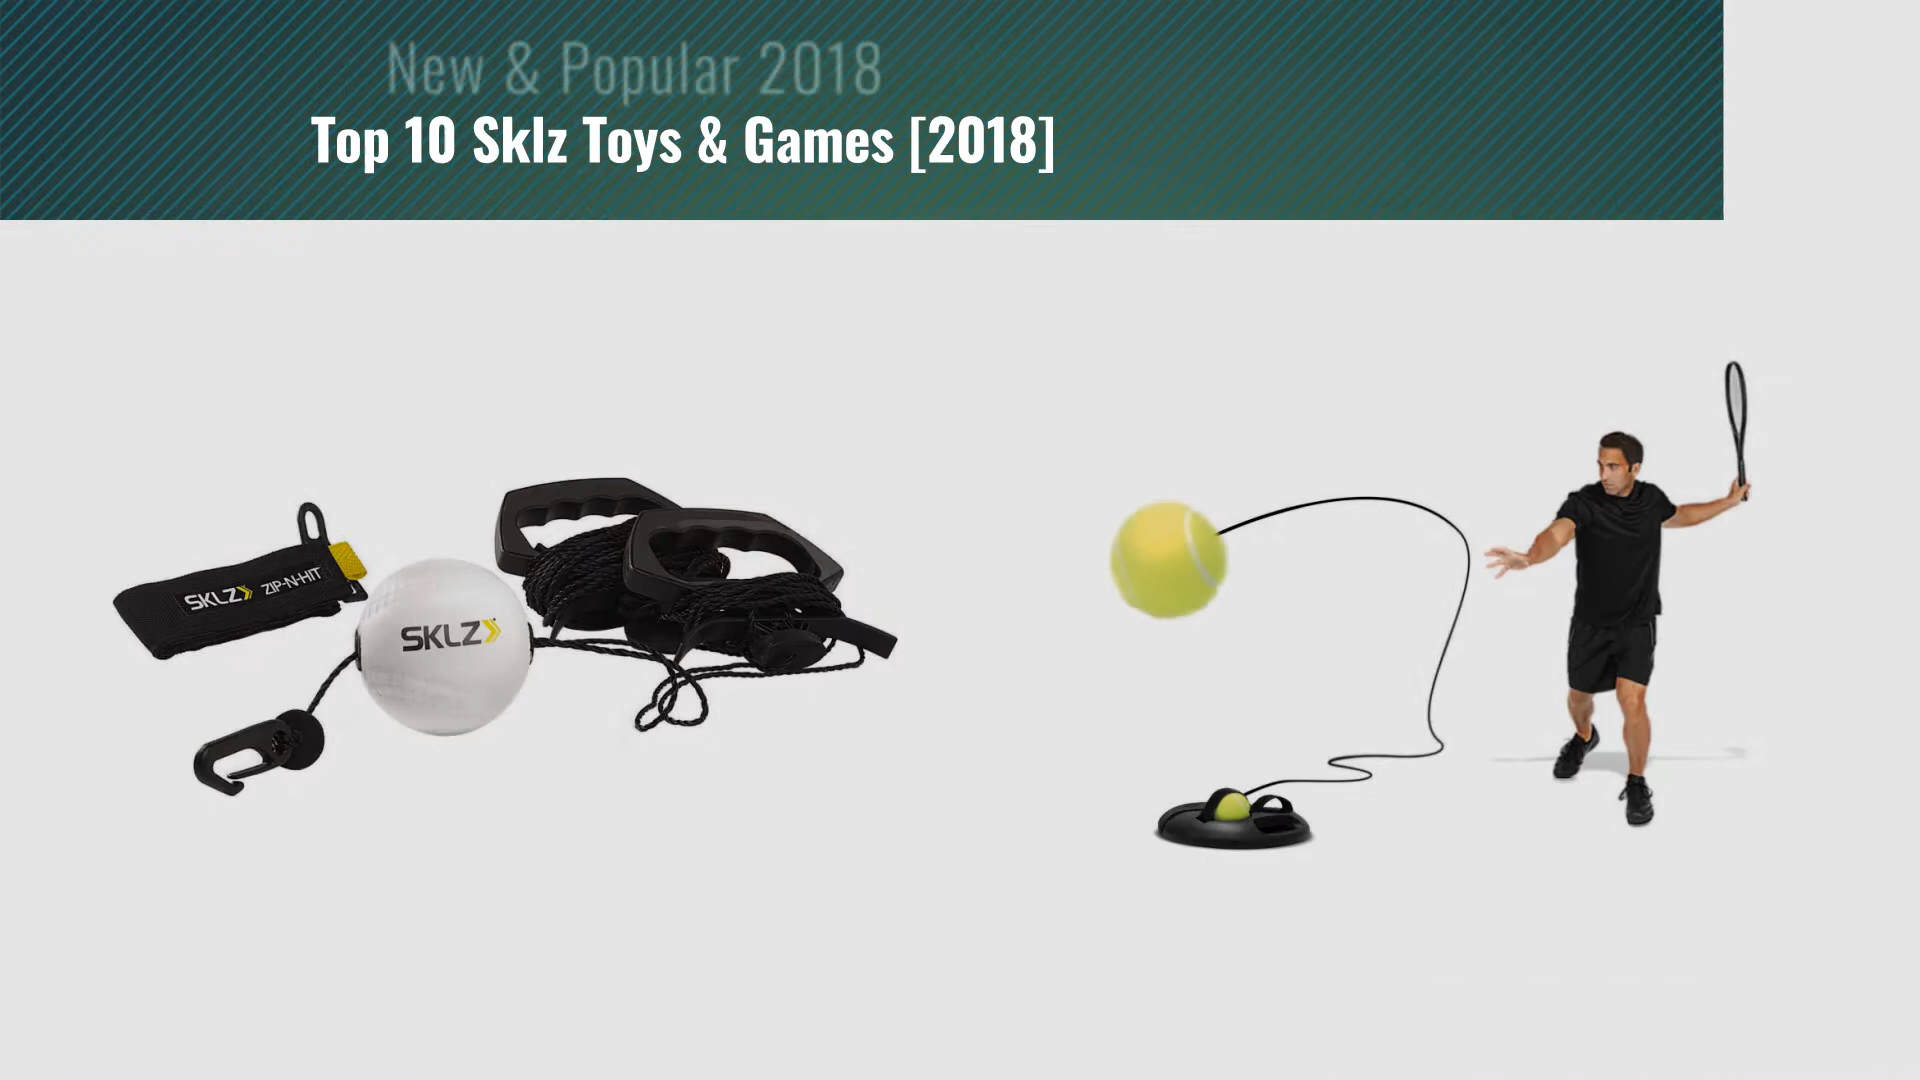 New & Popular 2018
Top 10 Sklz Toys & Games [2018]
SKLZ ZIP-N-HIT
SKLZ